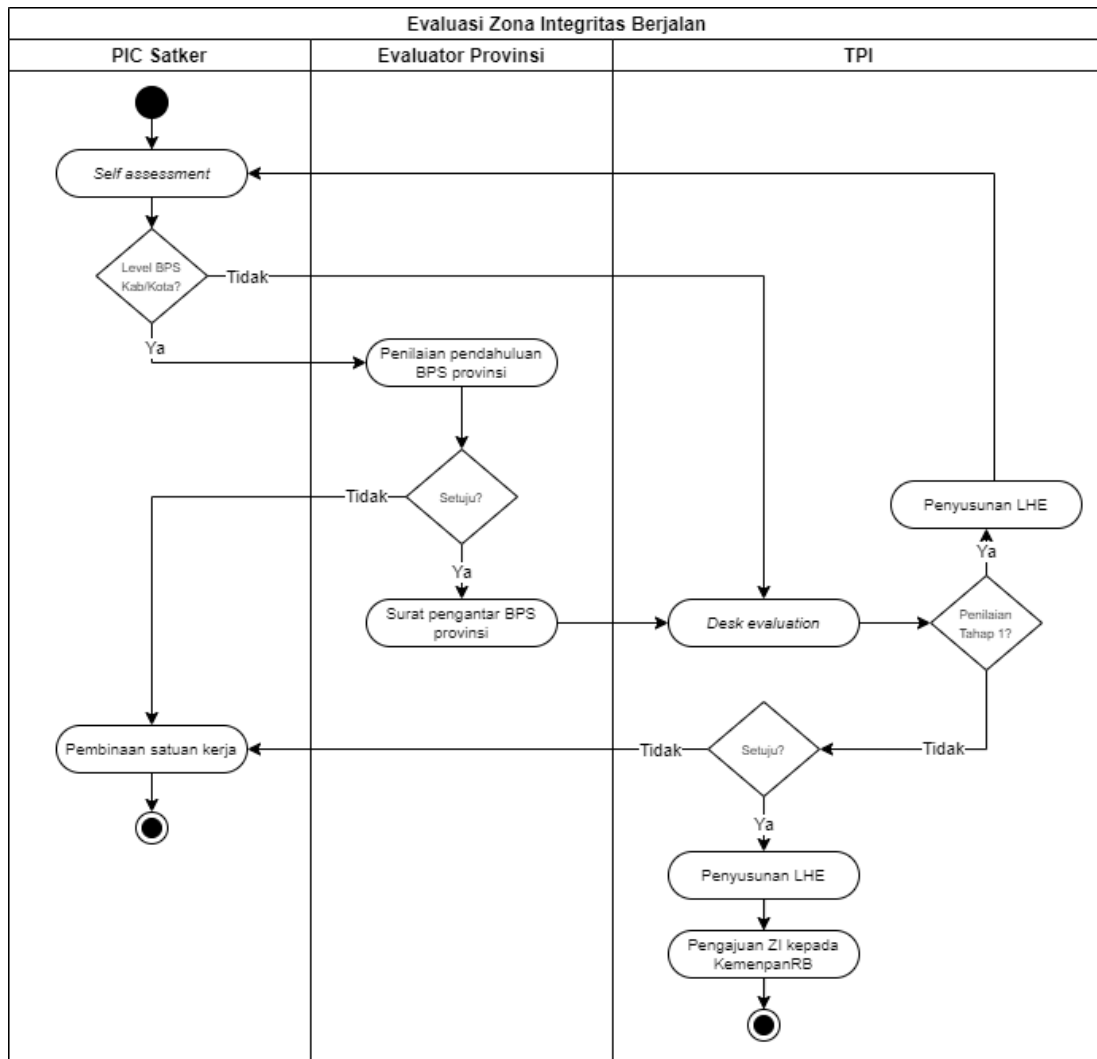 Evaluasi Zona Integritas Berjalan
PIC Satker
Evaluator Provinsi
TPI
Self assessment
Level BPS
Kab/Kota?
Tidak
Ya
Penilaian pendahuluan
BPS provinsi
Setuju?
Tidak
Ya
Surat pengantar BPS
provinsi
Desk evaluation
Penyusunan LHE
Ya
Penilaian
Tahap 1?
Tidak
Setuju?
Tidak
Pembinaan satuan kerja
Ya
Penyusunan LHE
Pengajuan ZI kepada
KemenpanRB